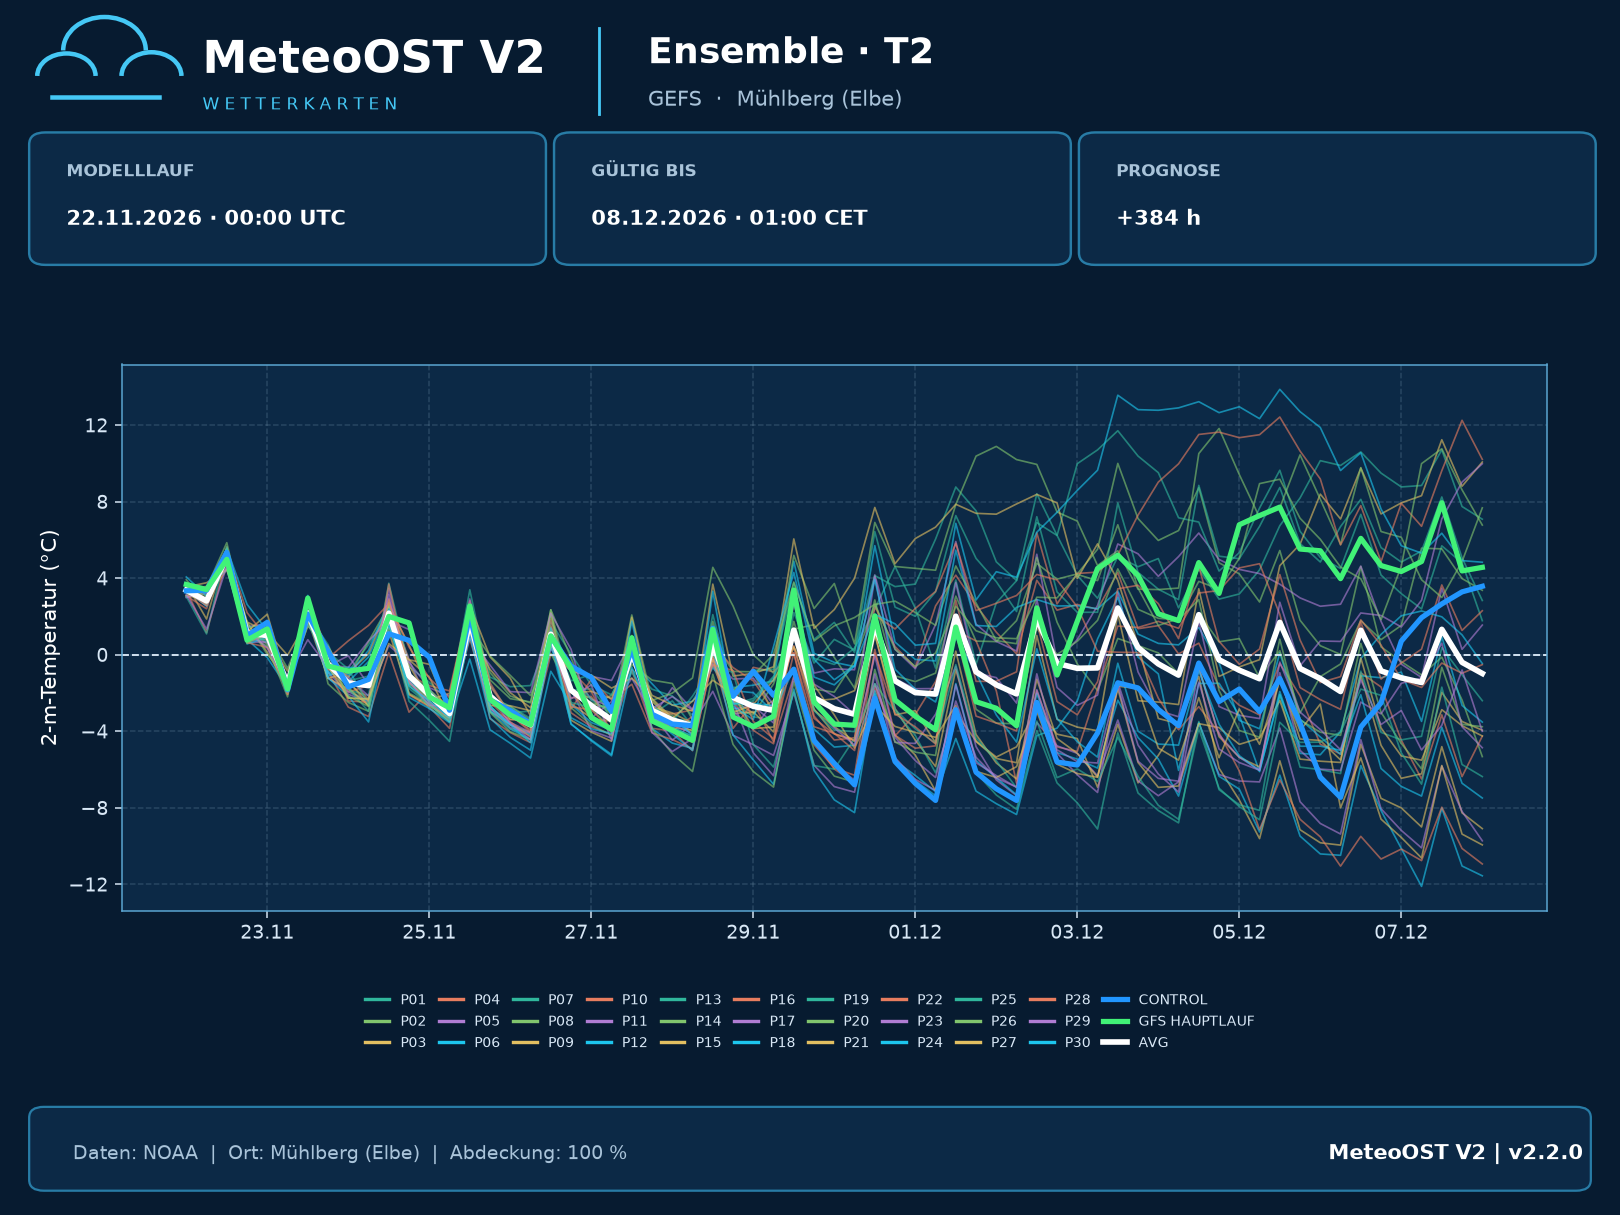 MeteoOST V2
WETTERKARTEN
Ensemble · T2
GEFS · Mühlberg (Elbe)
MODELLLAUF
22.11.2026 · 00:00 UTC
GÜLTIG BIS
08.12.2026 · 01:00 CET
PROGNOSE
+384 h
2-m-Temperatur (°C)
12
8
4
0
−4
−8
−12
23.11 25.11 27.11 29.11 01.12 03.12 05.12 07.12
P01 P04 P07 P10 P13 P16 P19 P22 P25 P28 CONTROL
P02 P05 P08 P11 P14 P17 P20 P23 P26 P29 GFS HAUPTLAUF
P03 P06 P09 P12 P15 P18 P21 P24 P27 P30 AVG
Daten: NOAA | Ort: Mühlberg (Elbe) | Abdeckung: 100 %
MeteoOST V2 | v2.2.0